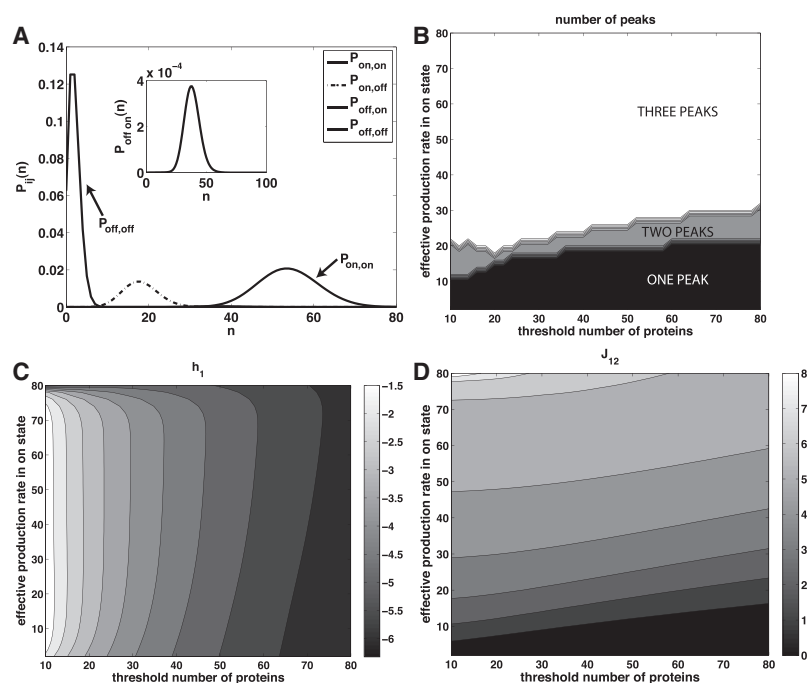 A
0.14
0.12
0.1
0.08
0.06
0.04
0.02
0
P_ij(n)
0 20 40 60 80
n
P_on,on
P_on,off
P_off,on
P_off,off
4 x 10^-4
2
0
P_off on(n)
0 50 100
n
P_off,off
P_on,on
B
number of peaks
80
70
60
50
40
30
20
10
effective production rate in on state
THREE PEAKS
TWO PEAKS
ONE PEAK
10 20 30 40 50 60 70 80
threshold number of proteins
C
h_1
80
70
60
50
40
30
20
10
effective production rate in on state
10 20 30 40 50 60 70 80
threshold number of proteins
−1.5
−2
−2.5
−3
−3.5
−4
−4.5
−5
−5.5
−6
D
J_12
80
70
60
50
40
30
20
10
effective production rate in on state
10 20 30 40 50 60 70 80
threshold number of proteins
8
7
6
5
4
3
2
1
0